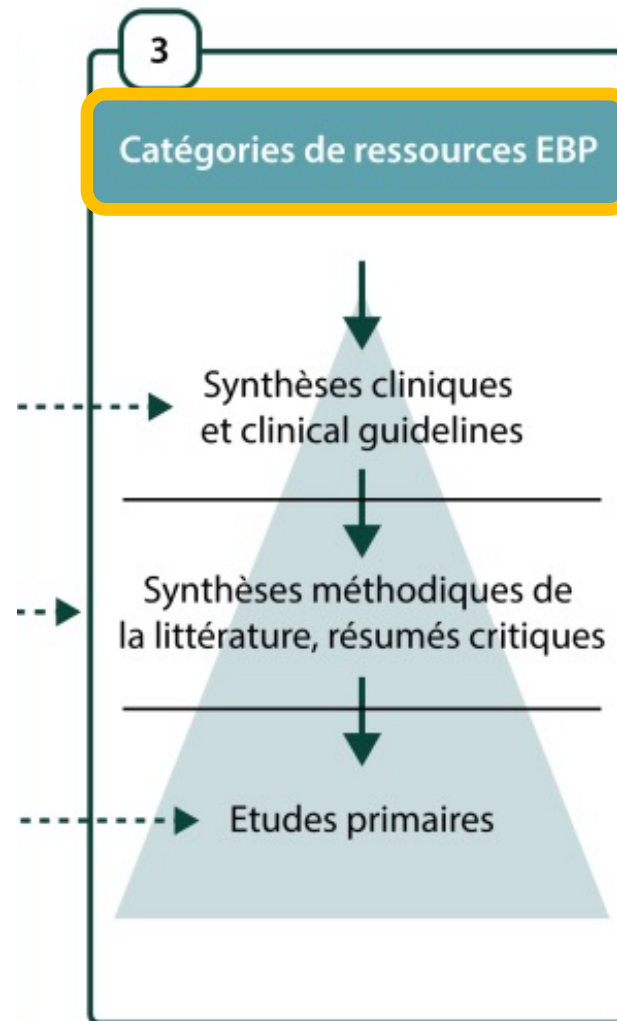 3
Catégories de ressources EBP
Synthèses cliniques
et clinical guidelines
Synthèses méthodiques de
la littérature, résumés critiques
Etudes primaires